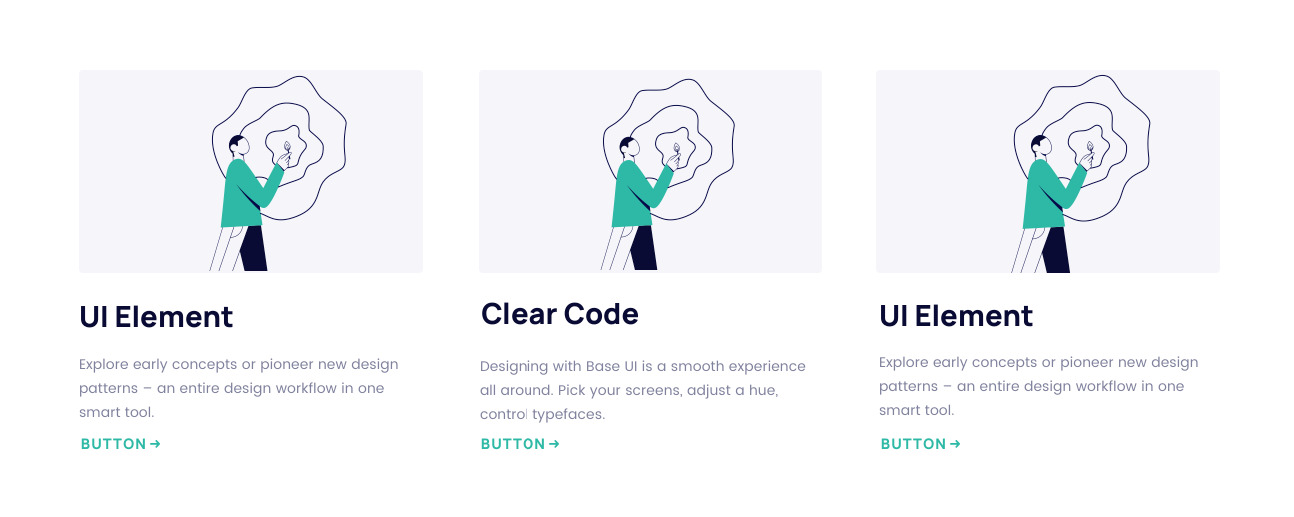 UI Element
Explore early concepts or pioneer new design
patterns – an entire design workflow in one
smart tool.
BUTTON →
Clear Code
Designing with Base UI is a smooth experience
all around. Pick your screens, adjust a hue,
control typefaces.
BUTTON →
UI Element
Explore early concepts or pioneer new design
patterns – an entire design workflow in one
smart tool.
BUTTON →